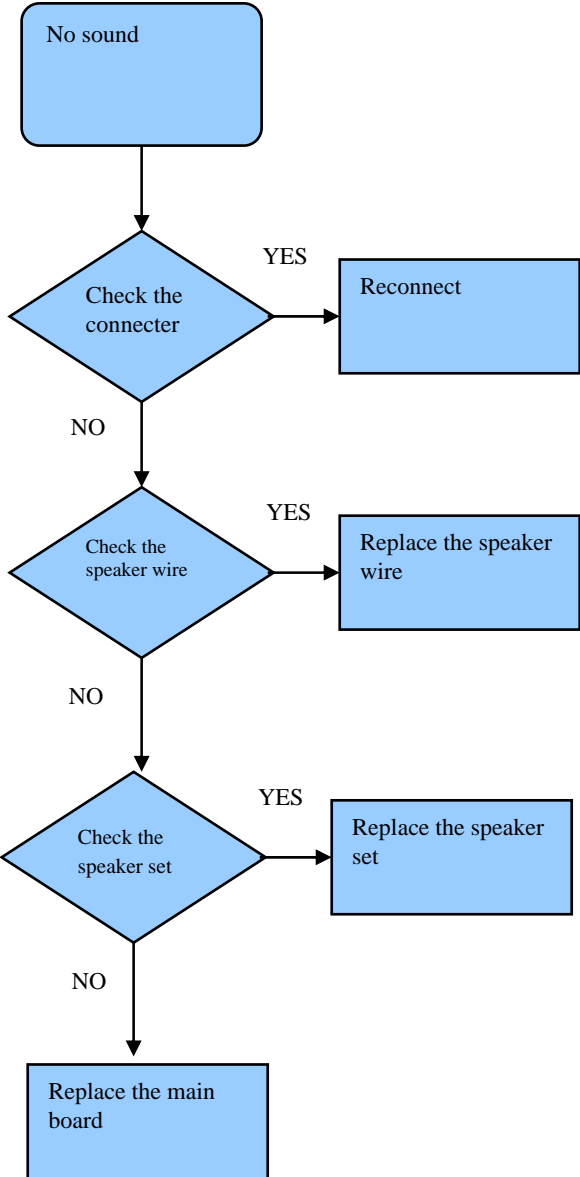 No sound
YES
Check the
connecter
Reconnect
NO
YES
Check the
speaker wire
Replace the speaker
wire
NO
YES
Check the
speaker set
Replace the speaker
set
NO
Replace the main
board